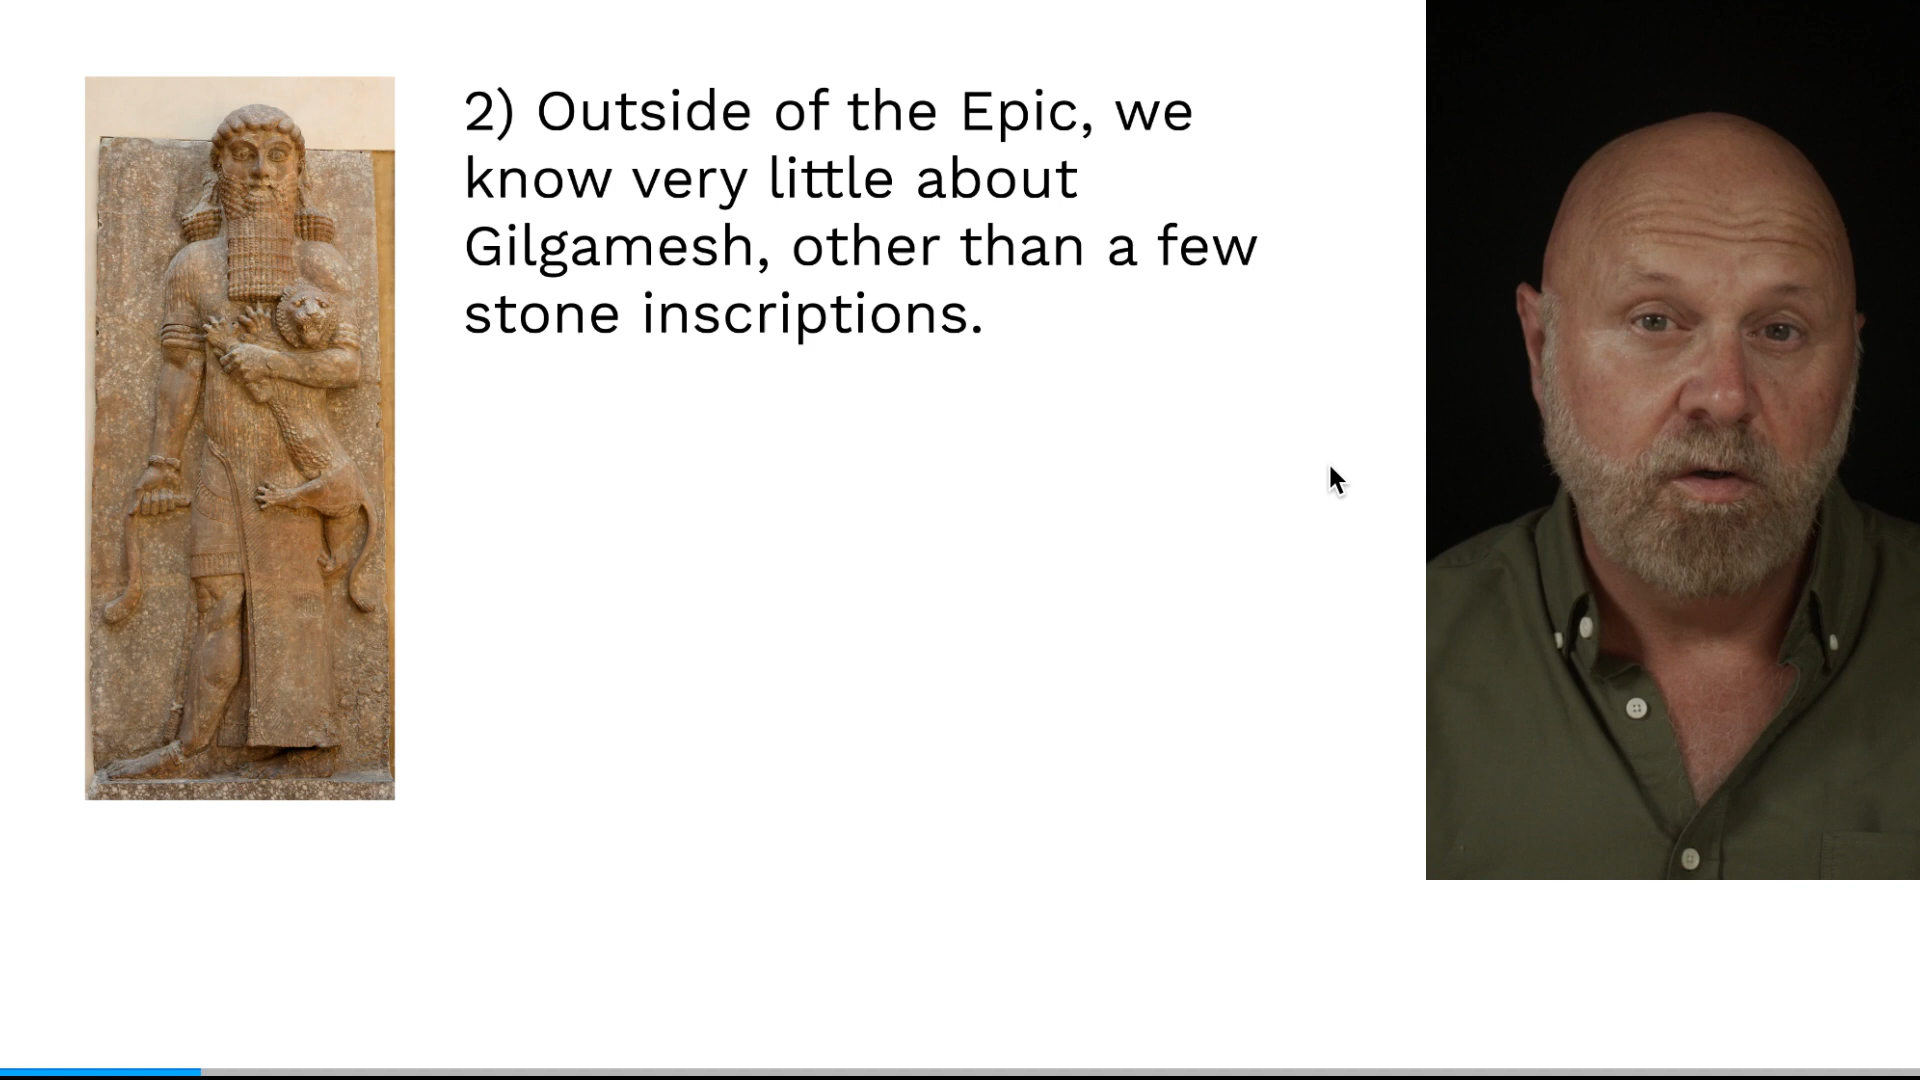 2) Outside of the Epic, we
know very little about
Gilgamesh, other than a few
stone inscriptions.